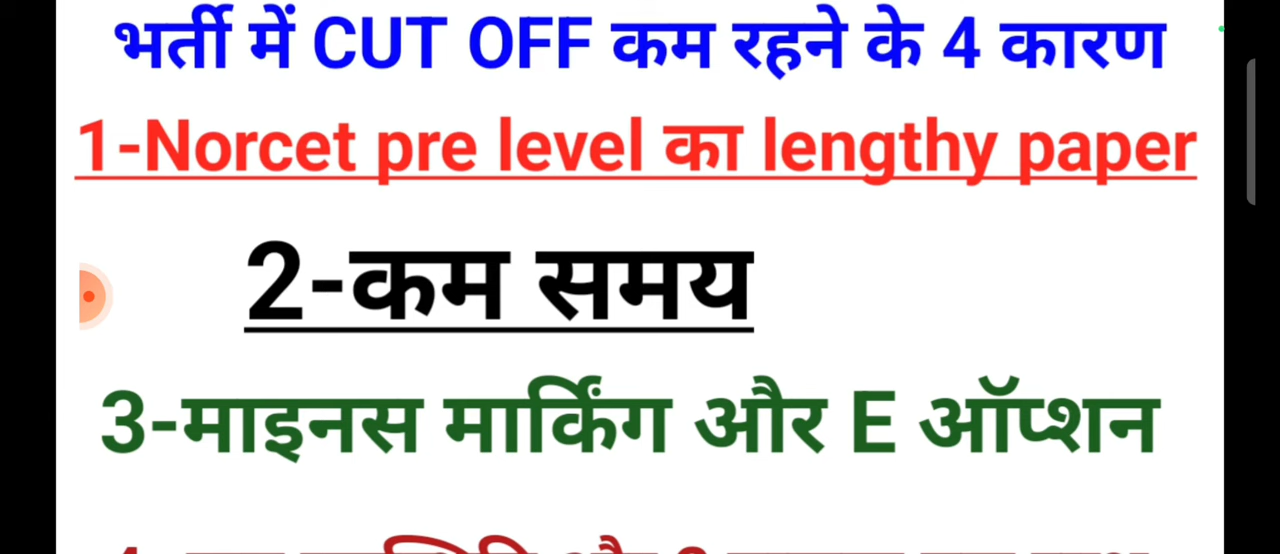 भर्ती में CUT OFF कम रहने के 4 कारण
1-Norcet pre level का lengthy paper
2-कम समय
3-माइनस मार्किंग और E ऑप्शन